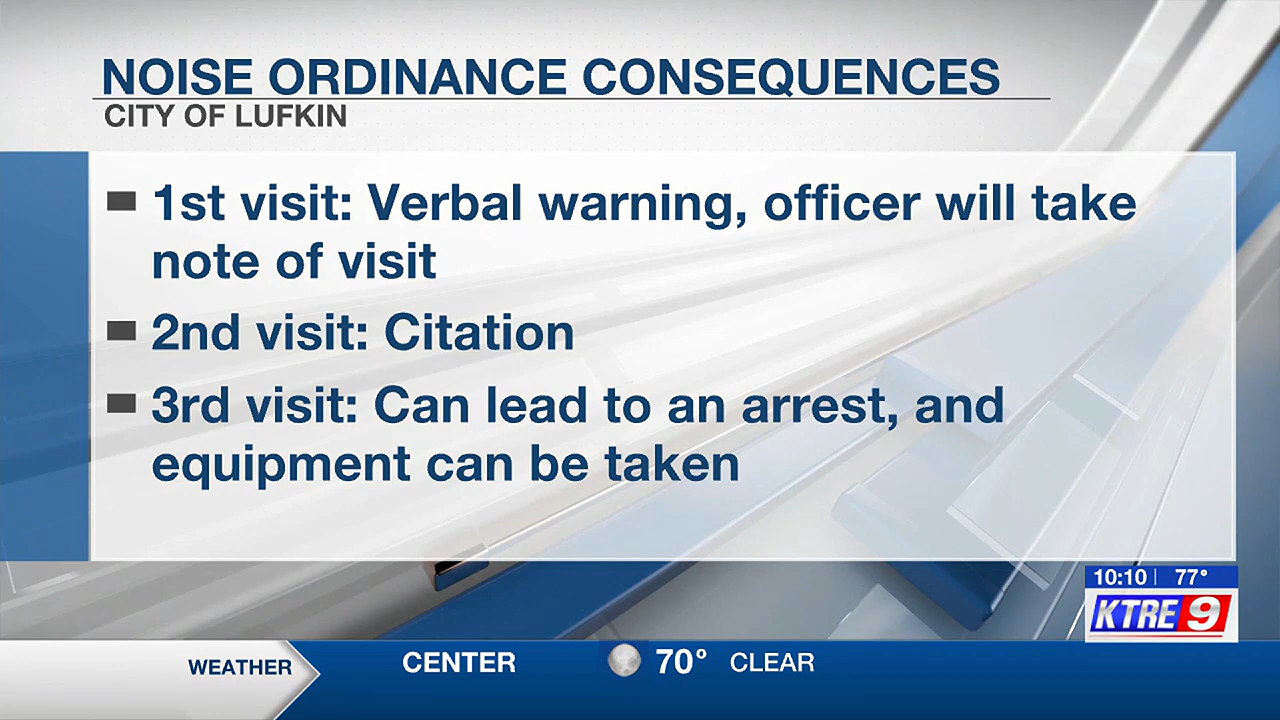 NOISE ORDINANCE CONSEQUENCES
CITY OF LUFKIN
1st visit: Verbal warning, officer will take
note of visit
2nd visit: Citation
3rd visit: Can lead to an arrest, and
equipment can be taken
10:10 77°
KTRE 9
WEATHER CENTER 70° CLEAR